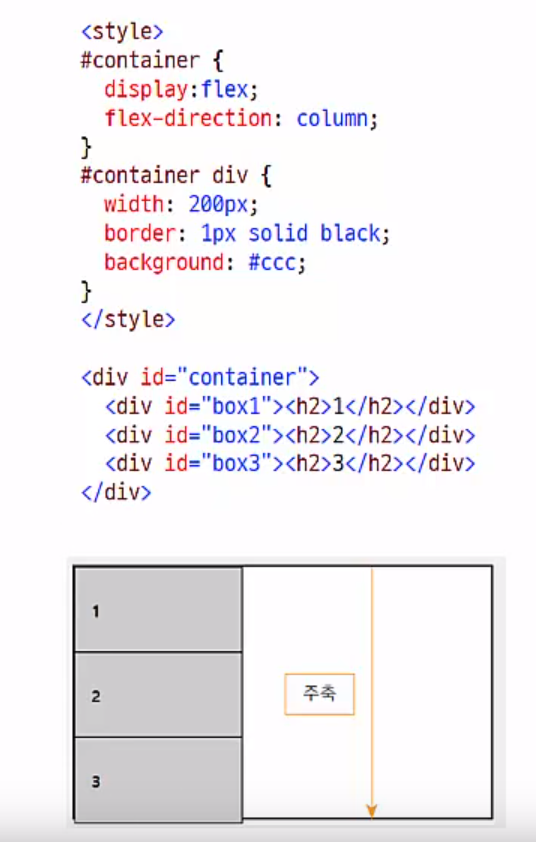 <style>
#container {
  display:flex;
  flex-direction: column;
}
#container div {
  width: 200px;
  border: 1px solid black;
  background: #ccc;
}
</style>

<div id="container">
  <div id="box1"><h2>1</h2></div>
  <div id="box2"><h2>2</h2></div>
  <div id="box3"><h2>3</h2></div>
</div>

1
2
주축
3